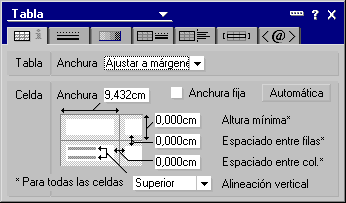 Tabla
? X
i <@>
Tabla Anchura Ajustar a márgene
Celda Anchura 9,432cm Anchura fija Automática
0,000cm Altura mínima*
0,000cm Espaciado entre filas*
0,000cm Espaciado entre col.*
* Para todas las celdas Superior Alineación vertical